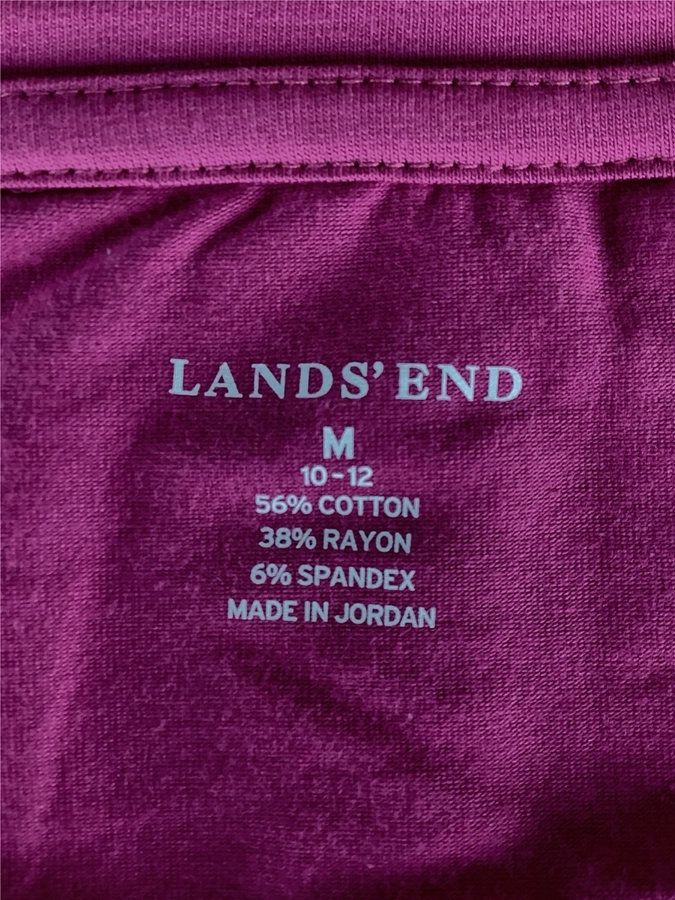 LANDS' END
M
10-12
56% COTTON
38% RAYON
6% SPANDEX
MADE IN JORDAN